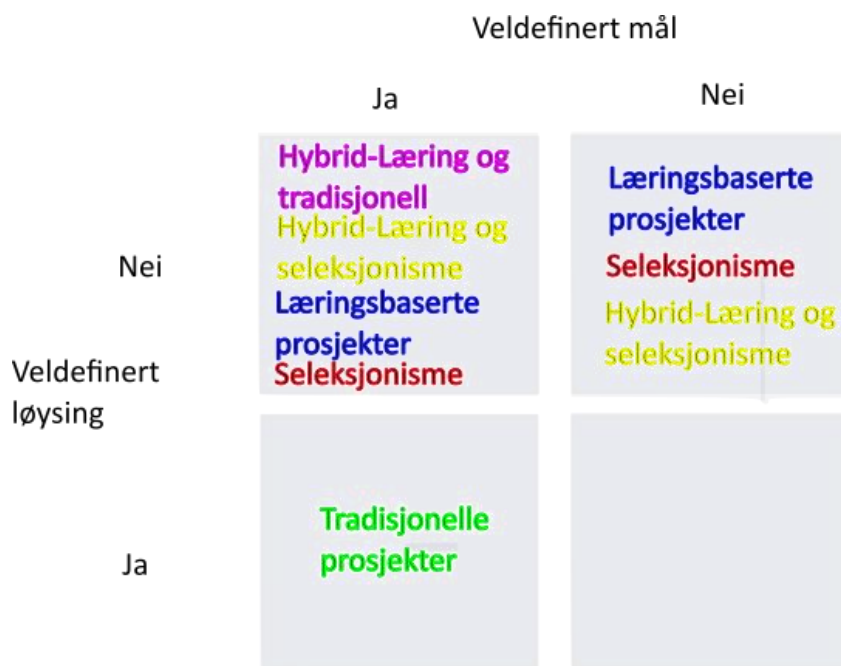 Veldefinert mål
Ja
Nei
Hybrid-Læring og
tradisjonell
Hybrid-Læring og
seleksjonisme
Læringsbaserte
prosjekter
Seleksjonisme
Læringsbaserte
prosjekter
Seleksjonisme
Hybrid-Læring og
seleksjonisme
Nei
Veldefinert
løysing
Ja
Tradisjonelle
prosjekter